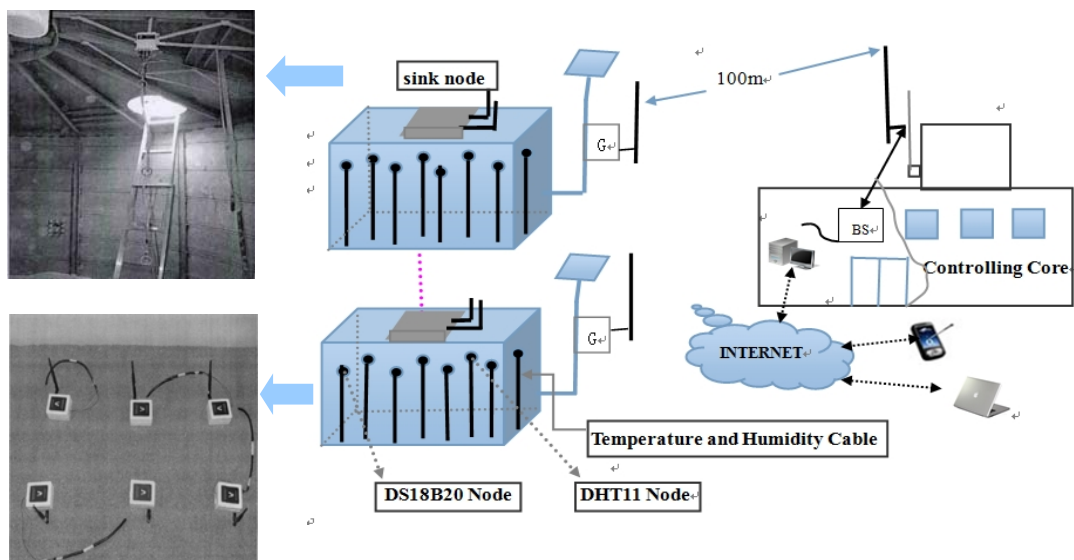 sink node
100m
G
BS
Controlling Core
G
INTERNET
Temperature and Humidity Cable
DS18B20 Node
DHT11 Node